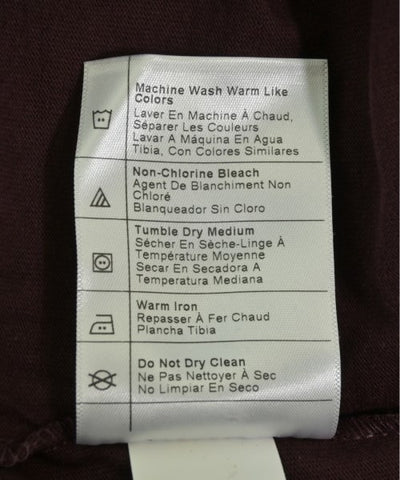 Machine Wash Warm Like
Colors
Laver En Machine À Chaud,
Séparer Les Couleurs
Lavar A Máquina En Agua
Tibia, Con Colores Similares
Non-Chlorine Bleach
Agent De Blanchiment Non
Chloré
Blanqueador Sin Cloro
Tumble Dry Medium
Sécher En Sèche-Linge À
Température Moyenne
Secar En Secadora A
Temperatura Mediana
Warm Iron
Repasser À Fer Chaud
Plancha Tibia
Do Not Dry Clean
Ne Pas Nettoyer À Sec
No Limpiar En Seco